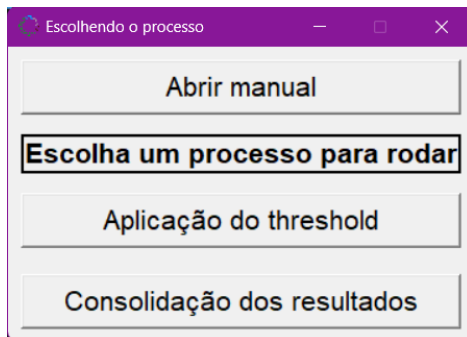 Escolhendo o processo
Abrir manual
Escolha um processo para rodar
Aplicação do threshold
Consolidação dos resultados